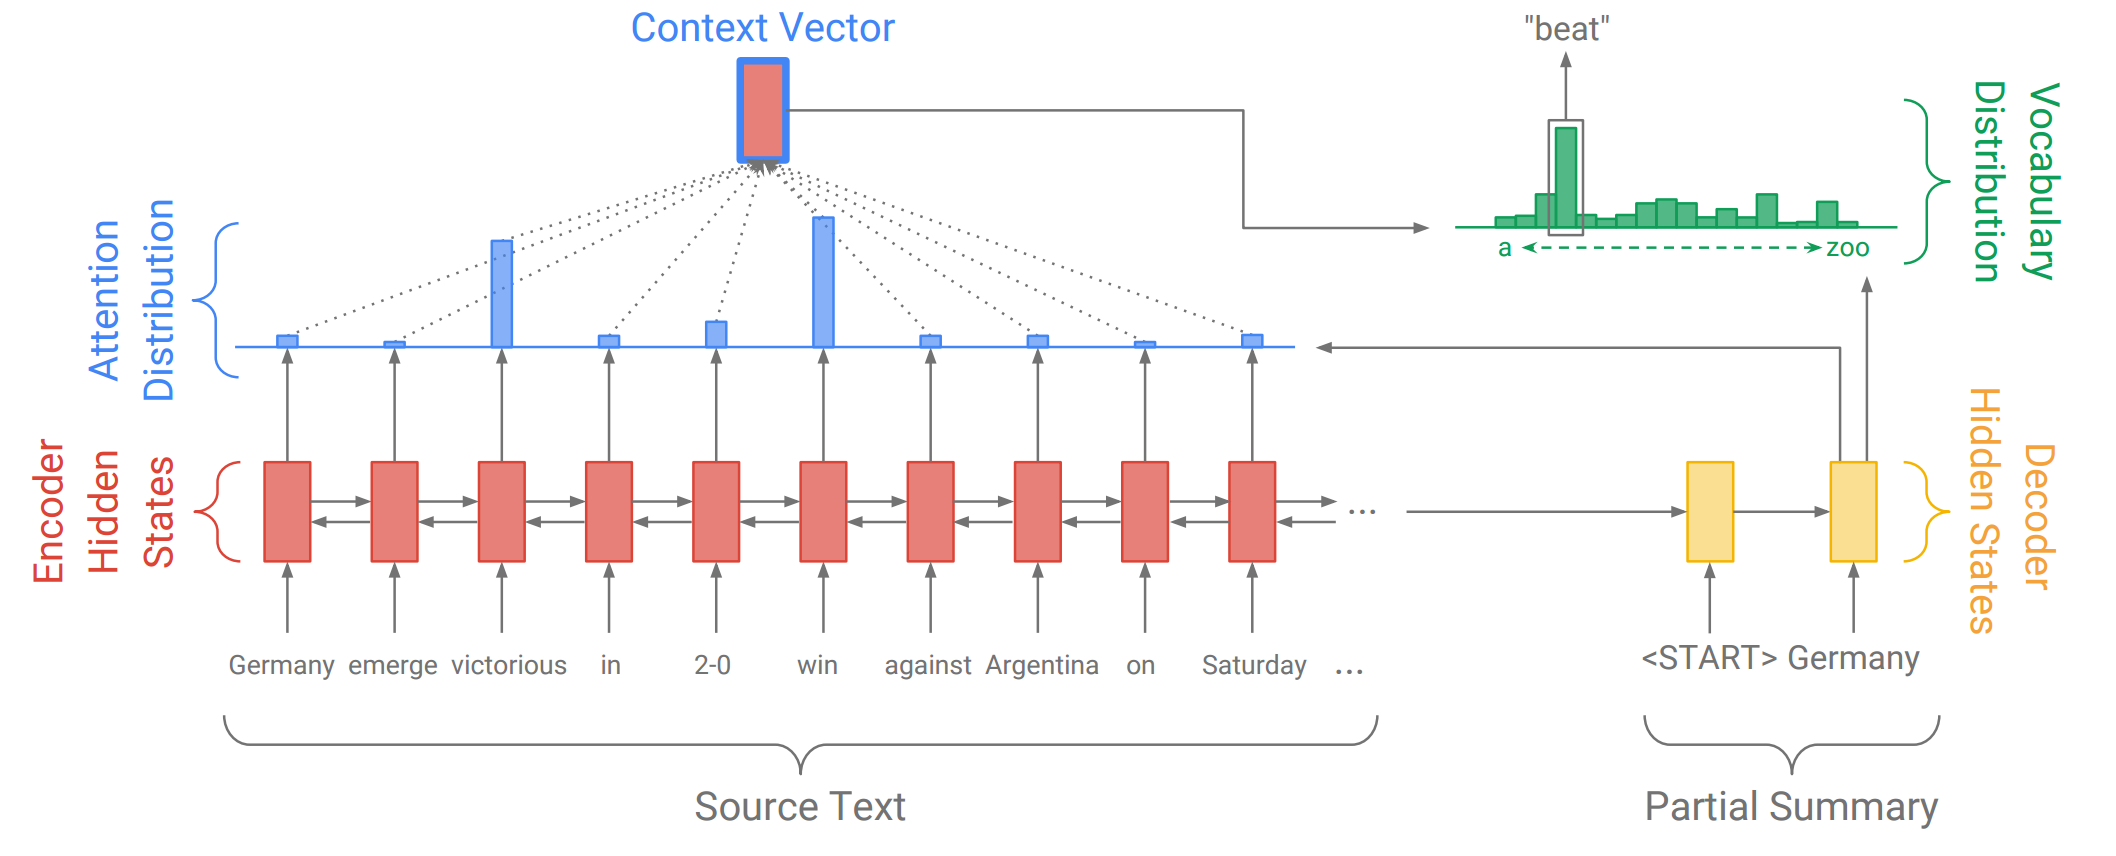 Context Vector
"beat"
Vocabulary
Distribution
a
zoo
Attention
Distribution
Encoder
Hidden
States
...
Decoder
Hidden States
Germany emerge victorious in 2-0 win against Argentina on Saturday ...
<START> Germany
Source Text
Partial Summary